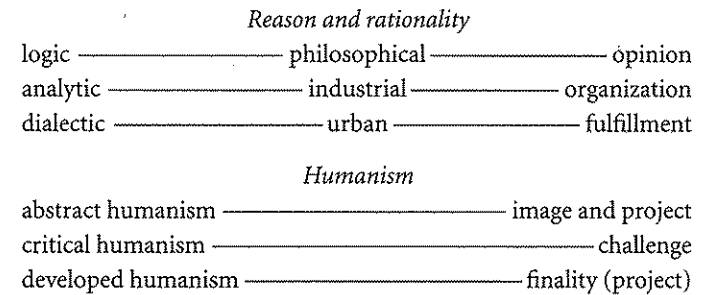 Reason and rationality
logic ——— philosophical ——— opinion
analytic ——— industrial ——— organization
dialectic ——— urban ——— fulfillment
Humanism
abstract humanism ——— image and project
critical humanism ——— challenge
developed humanism ——— finality (project)